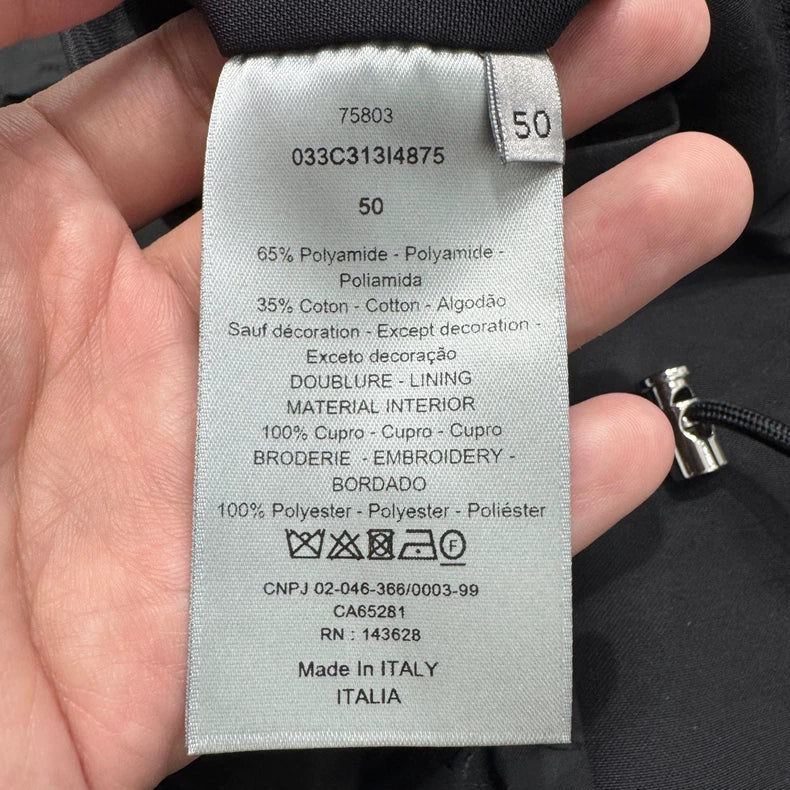 50
75803
033C313I4875
50
65% Polyamide - Polyamide -
Poliamida
35% Coton - Cotton - Algodão
Sauf décoration - Except decoration -
Exceto decoração
DOUBLURE - LINING
MATERIAL INTERIOR
100% Cupro - Cupro - Cupro
BRODERIE - EMBROIDERY -
BORDADO
100% Polyester - Polyester - Poliéster
F
CNPJ 02-046-366/0003-99
CA65281
RN : 143628
Made In ITALY
ITALIA